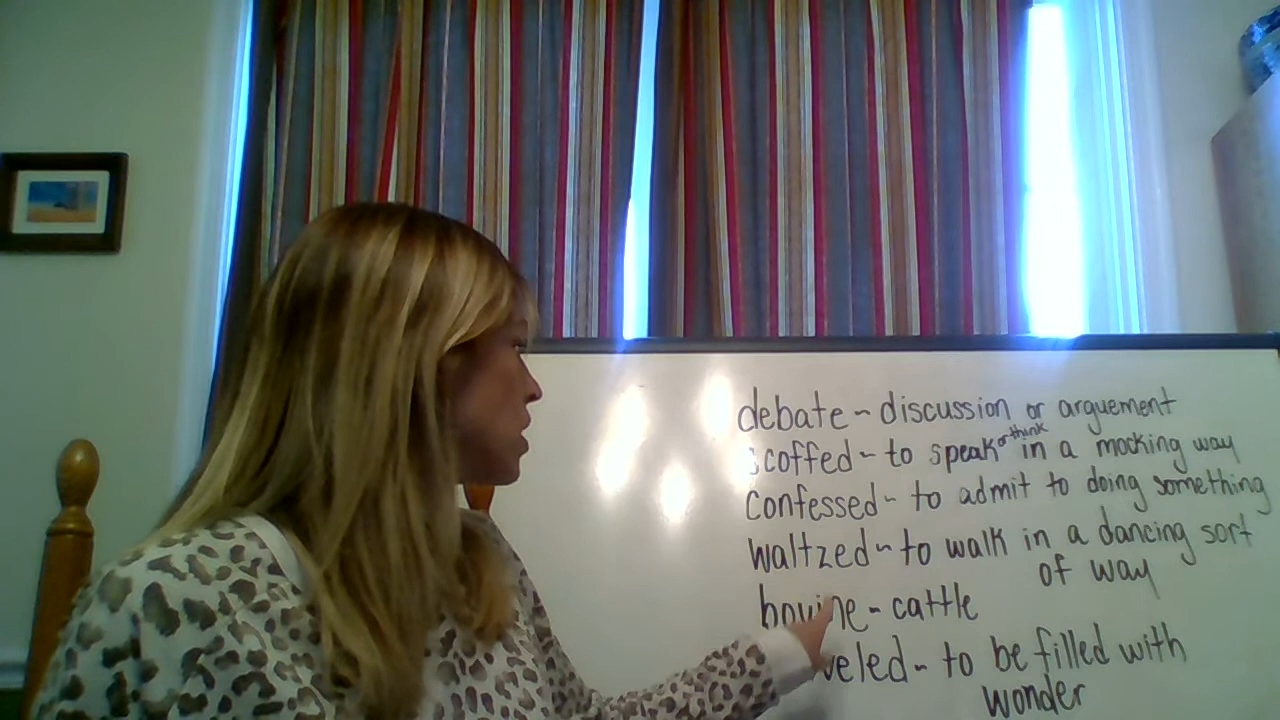 debate - discussion or arguement
scoffed - to speak or think in a mocking way
confessed - to admit to doing something
waltzed - to walk in a dancing sort
of way
bovine - cattle
veled - to be filled with
wonder